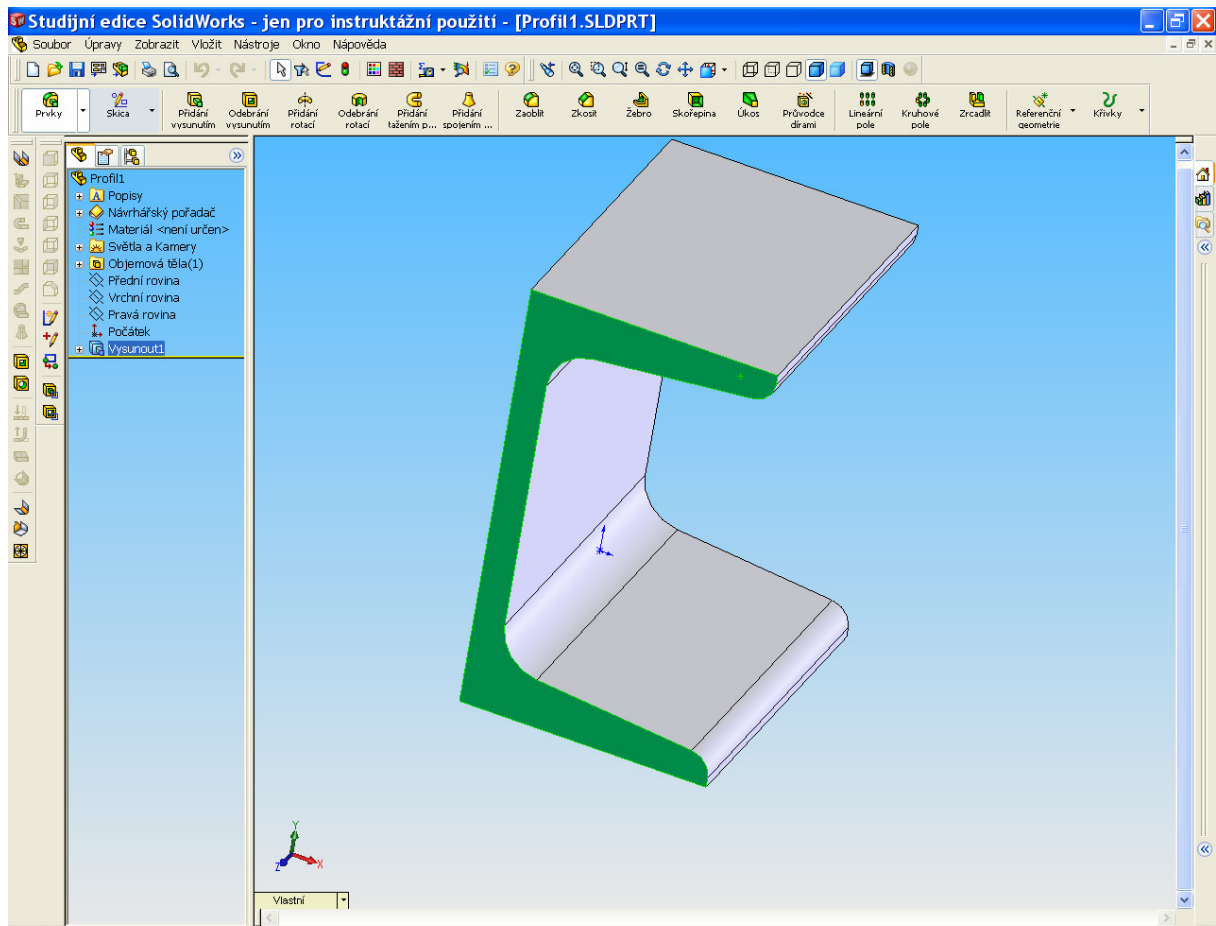 Studijní edice SolidWorks - jen pro instruktážní použití - [Profil1.SLDPRT]
Soubor Úpravy Zobrazit Vložit Nástroje Okno Nápověda
Prvky
Skica
Přidání vysunutím
Odebrání vysunutím
Přidání rotací
Odebrání rotací
Přidání tažením p...
Přidání spojením ...
Zaoblit
Zkosit
Žebro
Skořepina
Úkos
Průvodce dírami
Lineární pole
Kruhové pole
Zrcadlit
Referenční geometrie
Křivky
Profil1
Popisy
Návrhářský pořadač
Materiál <není určen>
Světla a Kamery
Objemová těla(1)
Přední rovina
Vrchní rovina
Pravá rovina
Počátek
Vysunout1
Y
Z
X
Vlastní